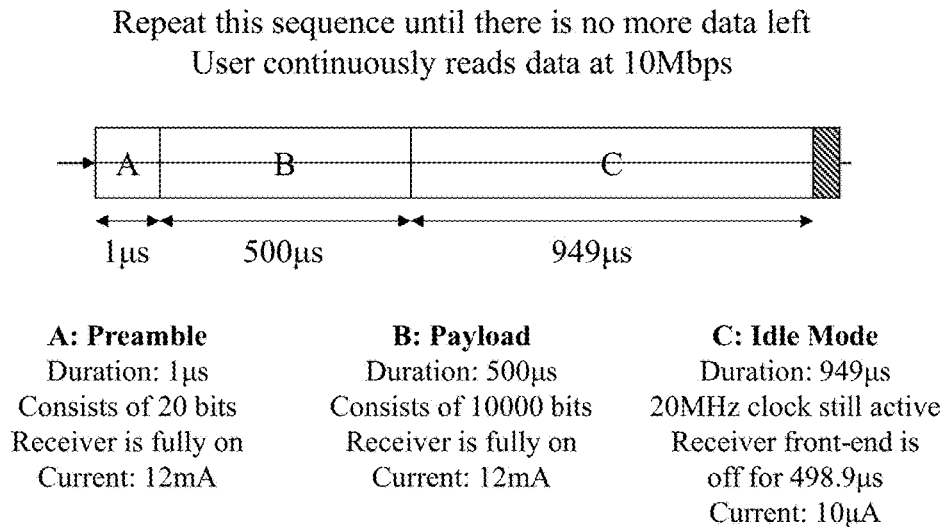 Repeat this sequence until there is no more data left
User continuously reads data at 10Mbps
A B C
1μs 500μs 949μs
A: Preamble
Duration: 1μs
Consists of 20 bits
Receiver is fully on
Current: 12mA
B: Payload
Duration: 500μs
Consists of 10000 bits
Receiver is fully on
Current: 12mA
C: Idle Mode
Duration: 949μs
20MHz clock still active
Receiver front-end is
off for 498.9μs
Current: 10μA